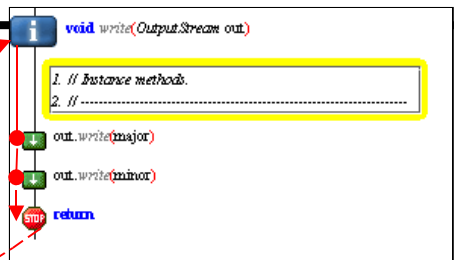 i void write(OutputStream out)
1. // Instance methods.
2. // ------------------------------------------------------------------------
out.write(major)
out.write(minor)
STOP return